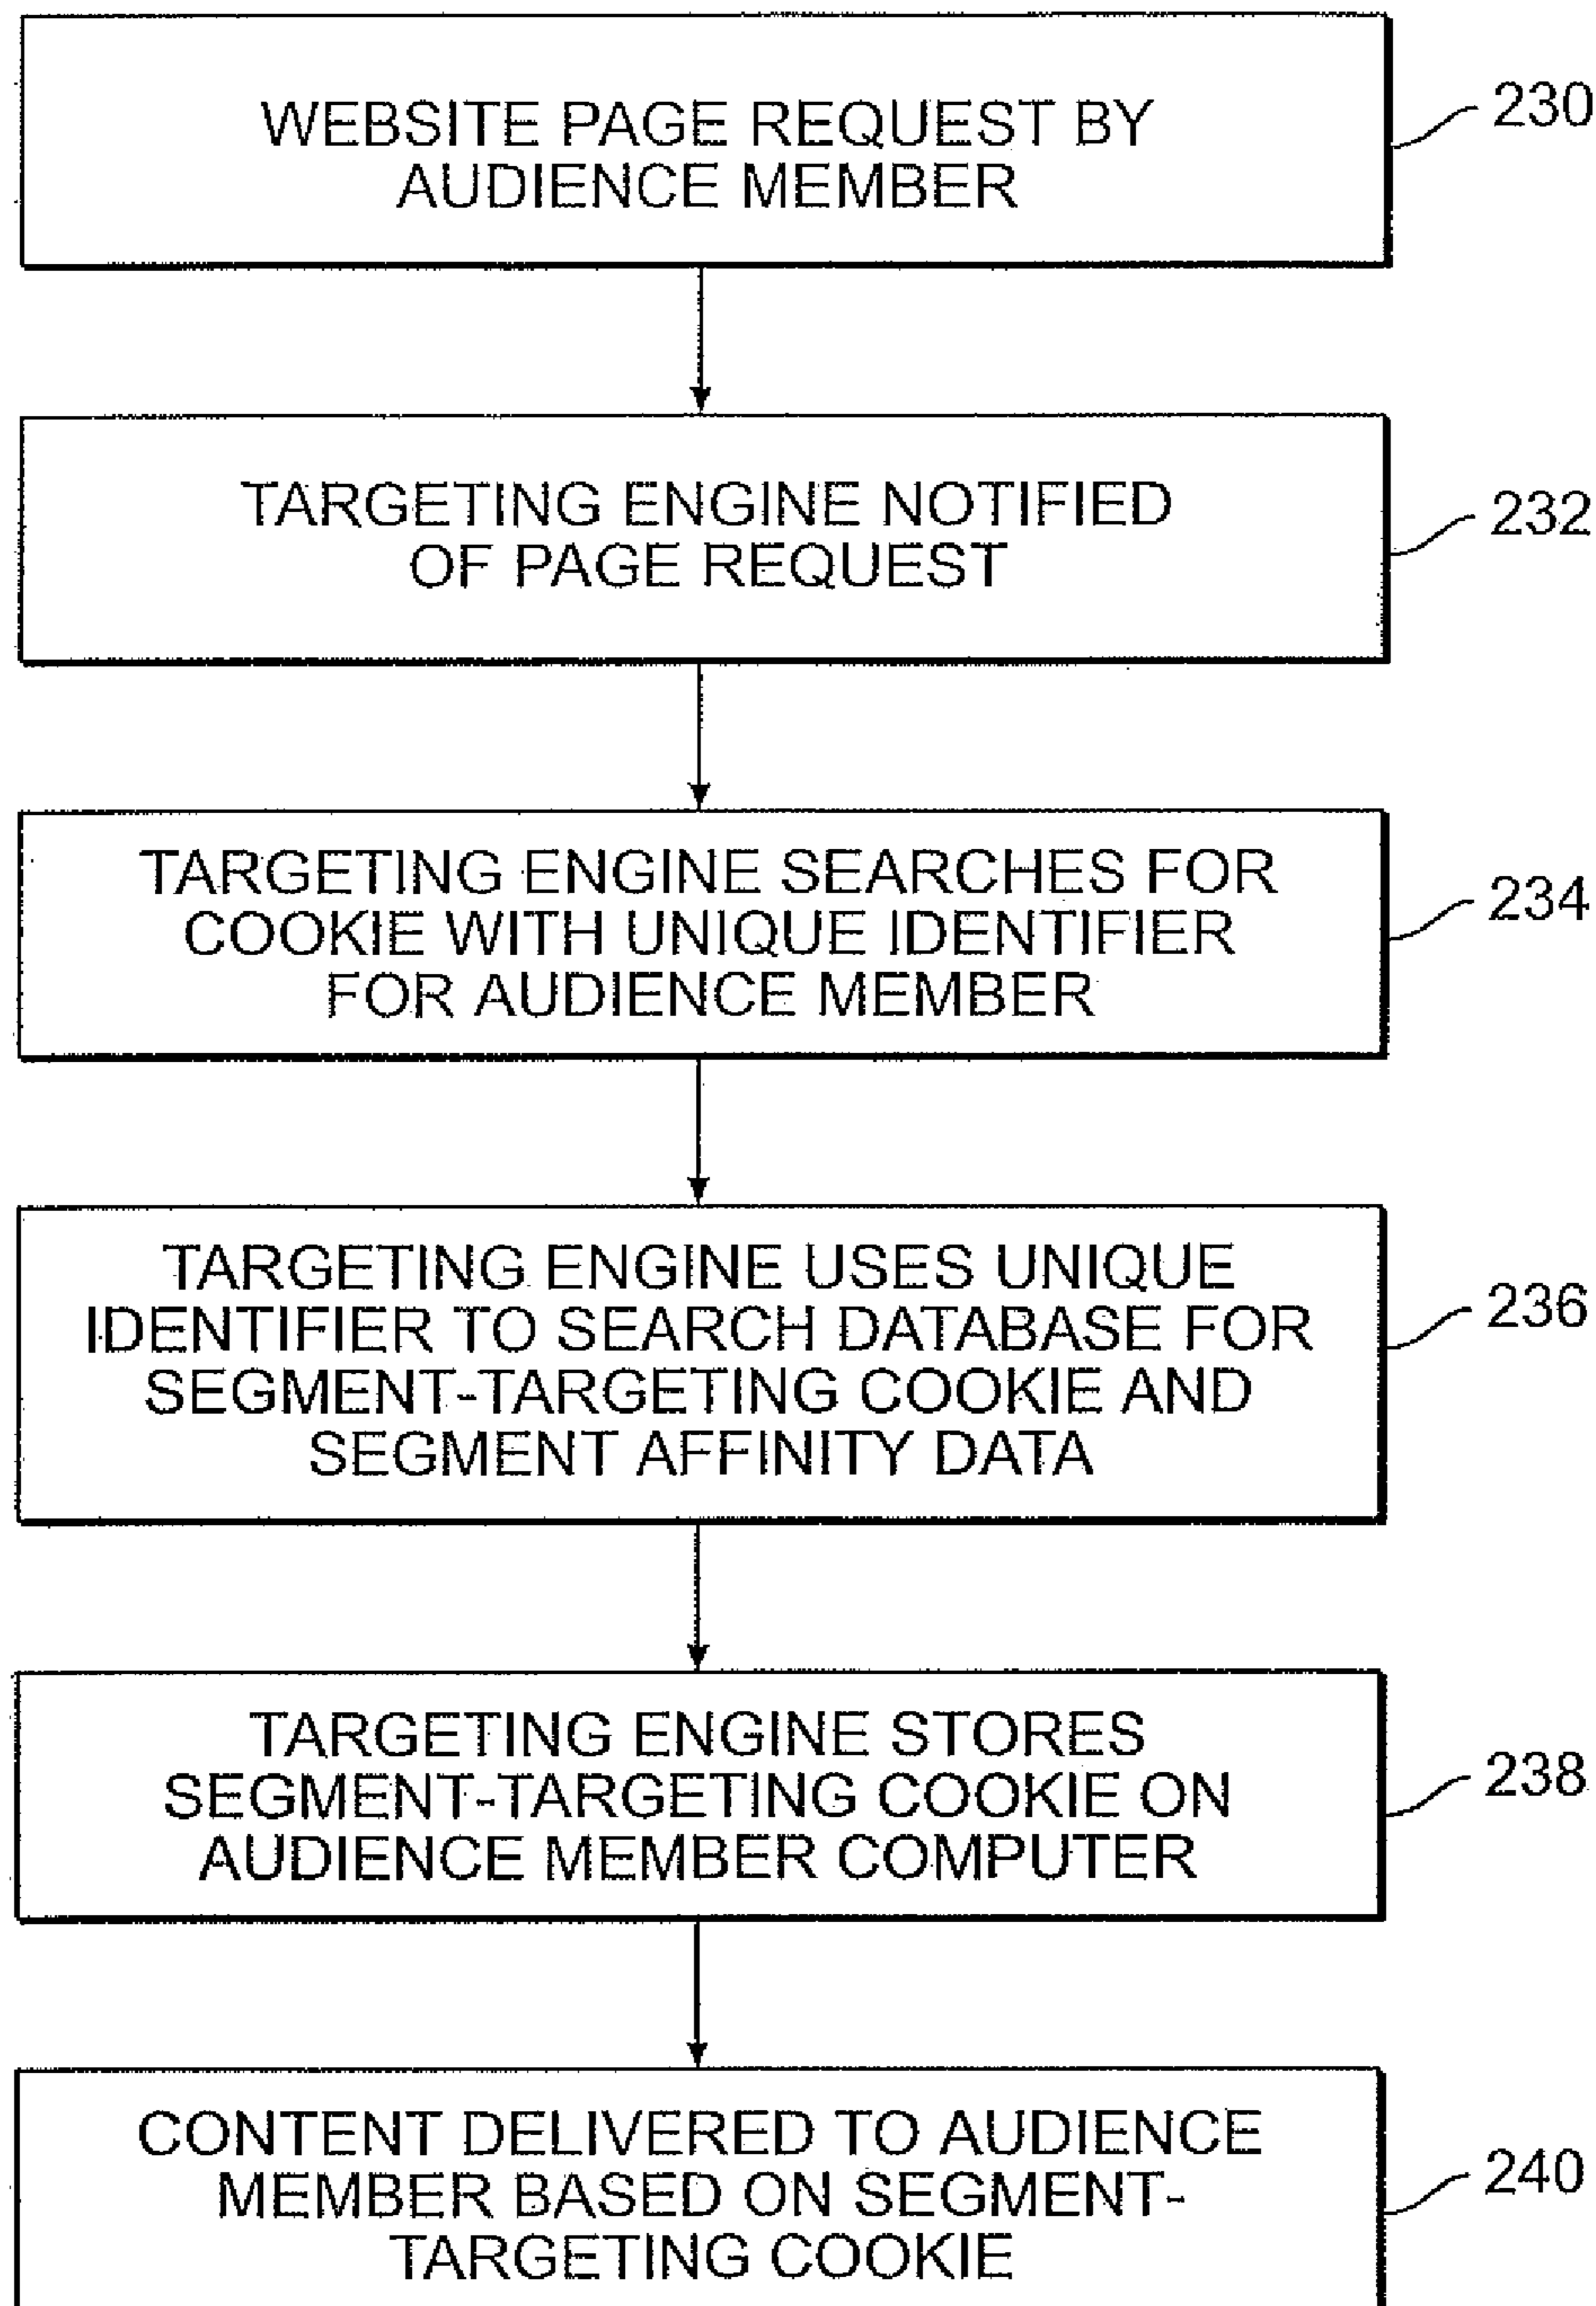 WEBSITE PAGE REQUEST BY
AUDIENCE MEMBER
230
TARGETING ENGINE NOTIFIED
OF PAGE REQUEST
232
TARGETING ENGINE SEARCHES FOR
COOKIE WITH UNIQUE IDENTIFIER
FOR AUDIENCE MEMBER
234
TARGETING ENGINE USES UNIQUE
IDENTIFIER TO SEARCH DATABASE FOR
SEGMENT-TARGETING COOKIE AND
SEGMENT AFFINITY DATA
236
TARGETING ENGINE STORES
SEGMENT-TARGETING COOKIE ON
AUDIENCE MEMBER COMPUTER
238
CONTENT DELIVERED TO AUDIENCE
MEMBER BASED ON SEGMENT-
TARGETING COOKIE
240